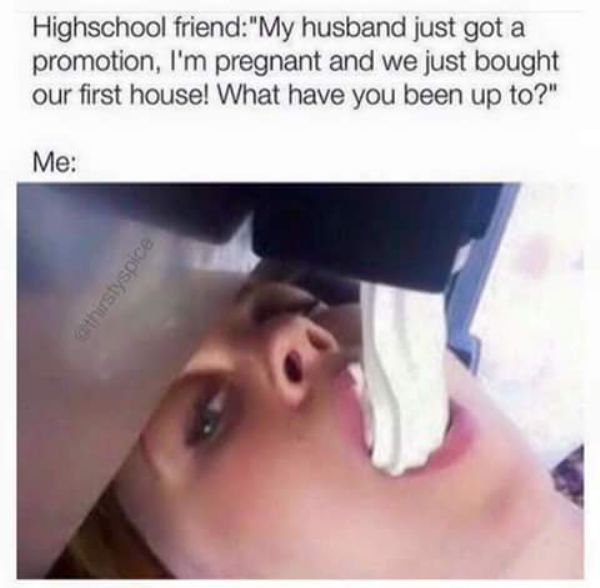 Highschool friend:"My husband just got a
promotion, I'm pregnant and we just bought
our first house! What have you been up to?"
Me:
@thirstyspice